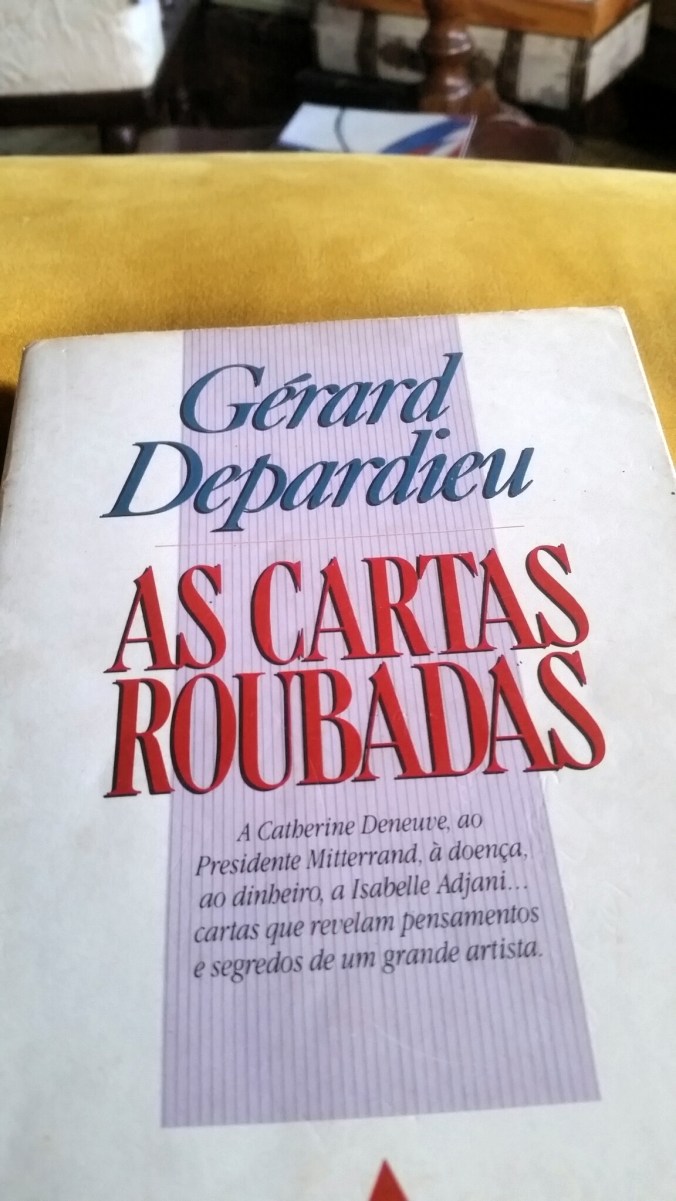 Gérard
Depardieu
AS CARTAS
ROUBADAS
A Catherine Deneuve, ao
Presidente Mitterrand, à doença,
ao dinheiro, a Isabelle Adjani...
cartas que revelam pensamentos
e segredos de um grande artista.